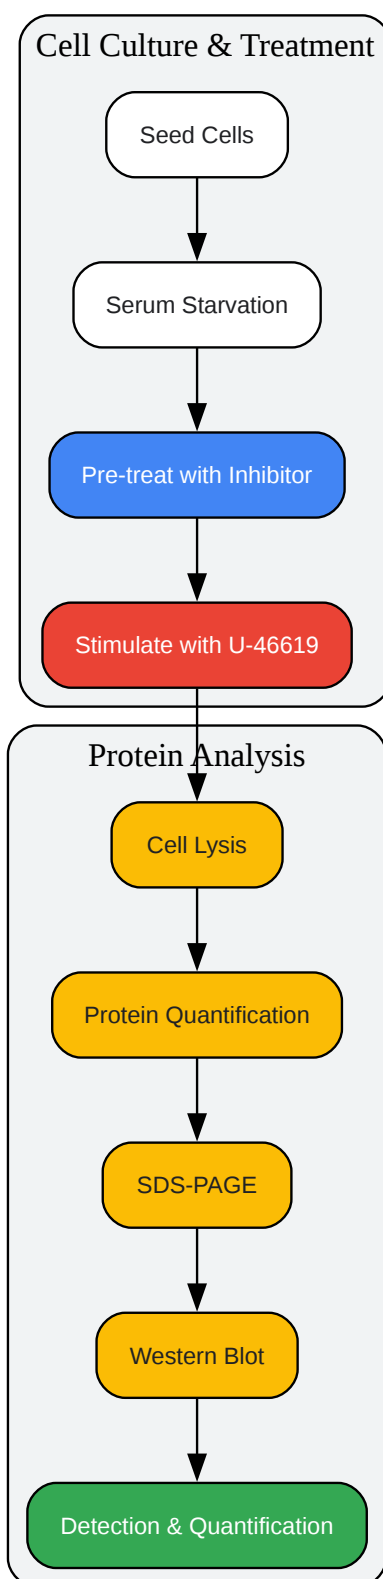 Cell Culture & Treatment
Seed Cells
Serum Starvation
Pre-treat with Inhibitor
Stimulate with U-46619
Protein Analysis
Cell Lysis
Protein Quantification
SDS-PAGE
Western Blot
Detection & Quantification